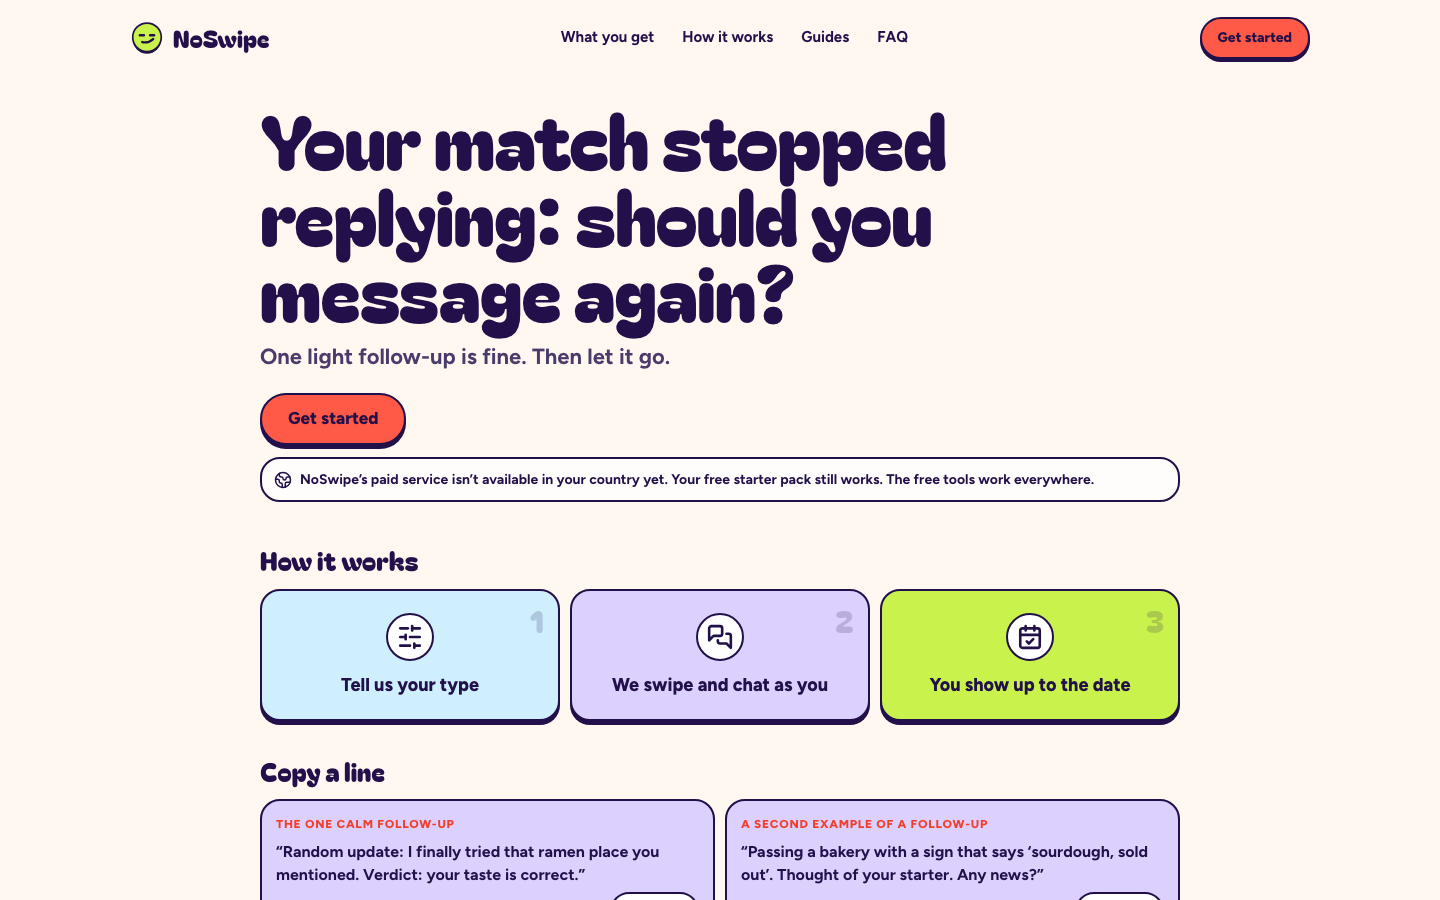 NoSwipe
What you get
How it works
Guides
FAQ
Get started
Your match stopped
replying: should you
message again?
One light follow-up is fine. Then let it go.
Get started
NoSwipe’s paid service isn’t available in your country yet. Your free starter pack still works. The free tools work everywhere.
How it works
1
Tell us your type
2
We swipe and chat as you
3
You show up to the date
Copy a line
THE ONE CALM FOLLOW-UP
“Random update: I finally tried that ramen place you
mentioned. Verdict: your taste is correct.”
A SECOND EXAMPLE OF A FOLLOW-UP
“Passing a bakery with a sign that says ‘sourdough, sold
out’. Thought of your starter. Any news?”